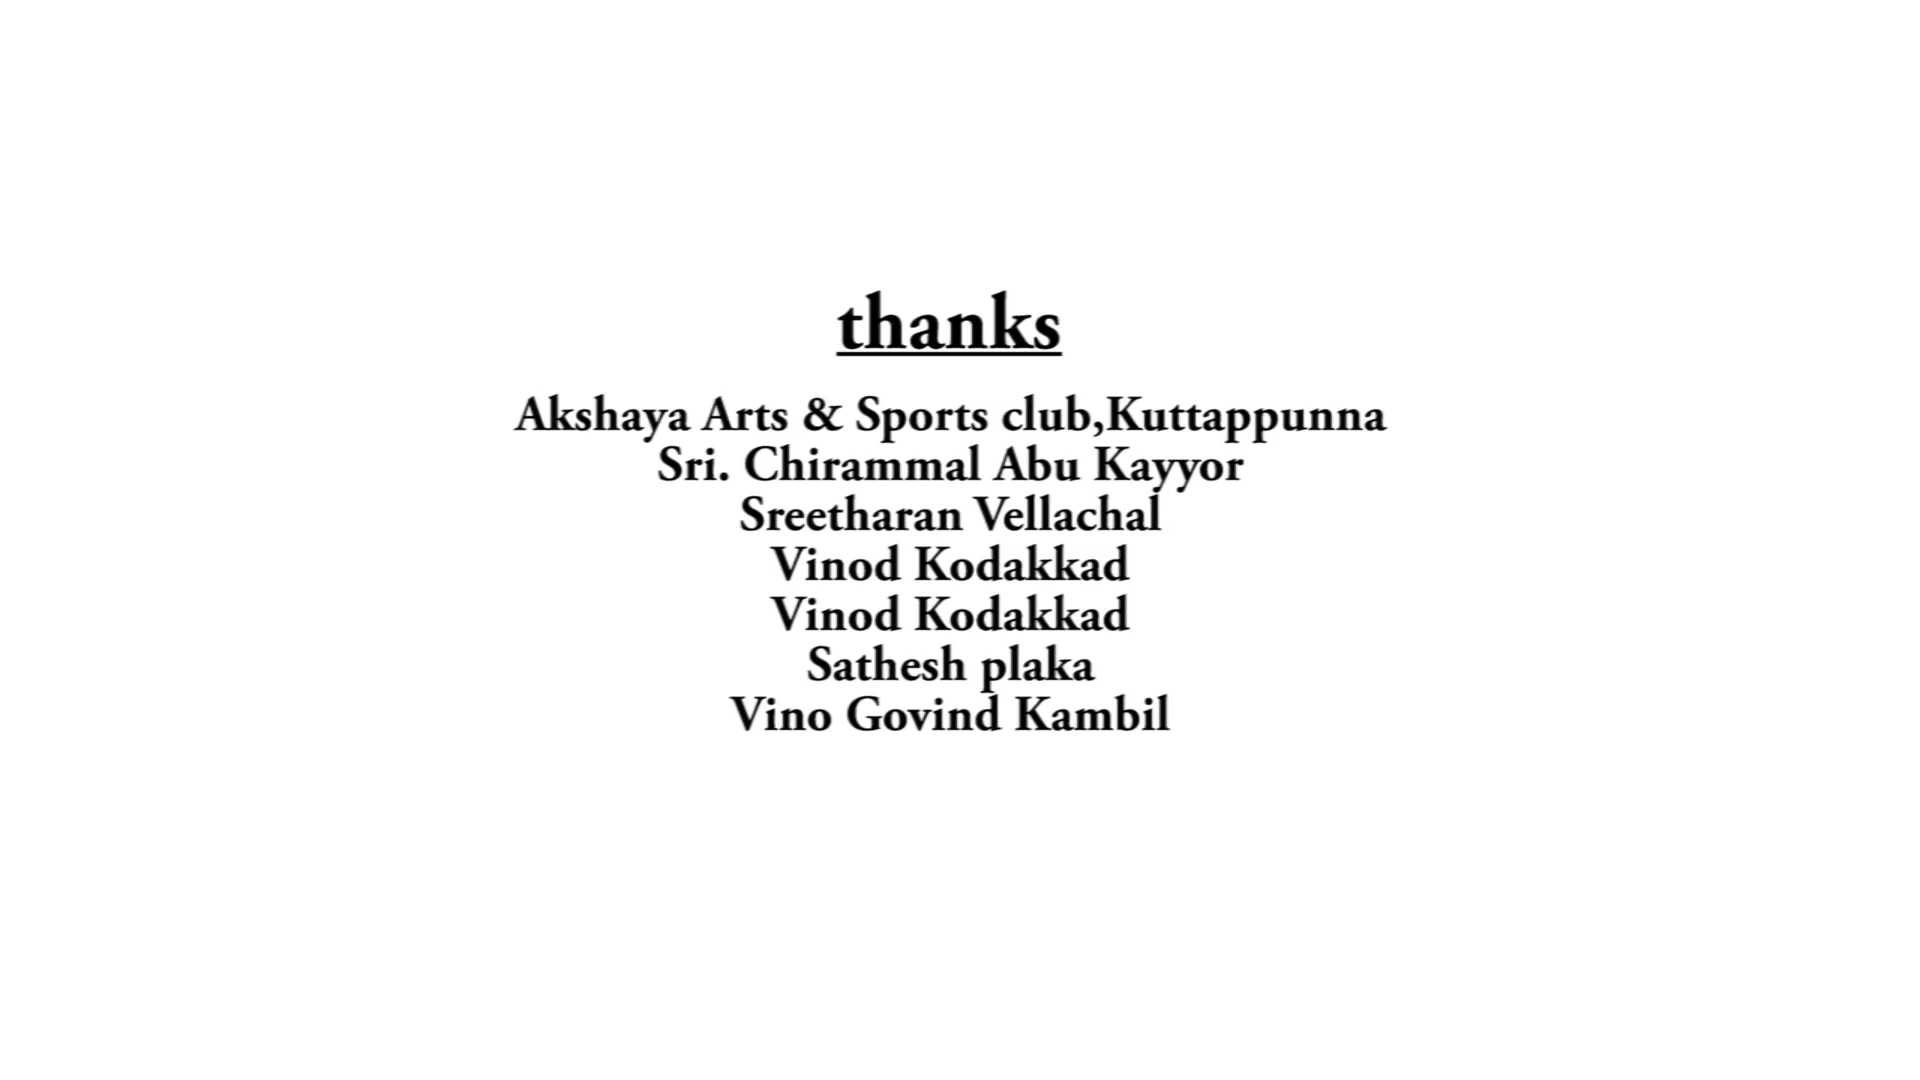 thanks
Akshaya Arts & Sports club,Kuttappunna
Sri. Chirammal Abu Kayyor
Sreetharan Vellachal
Vinod Kodakkad
Vinod Kodakkad
Sathesh plaka
Vino Govind Kambil